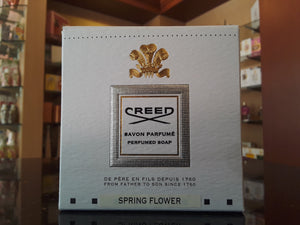 CREED
SAVON PARFUMÉ
PERFUMED SOAP
DE PÈRE EN FILS DEPUIS 1760
FROM FATHER TO SON SINCE 1760
SPRING FLOWER